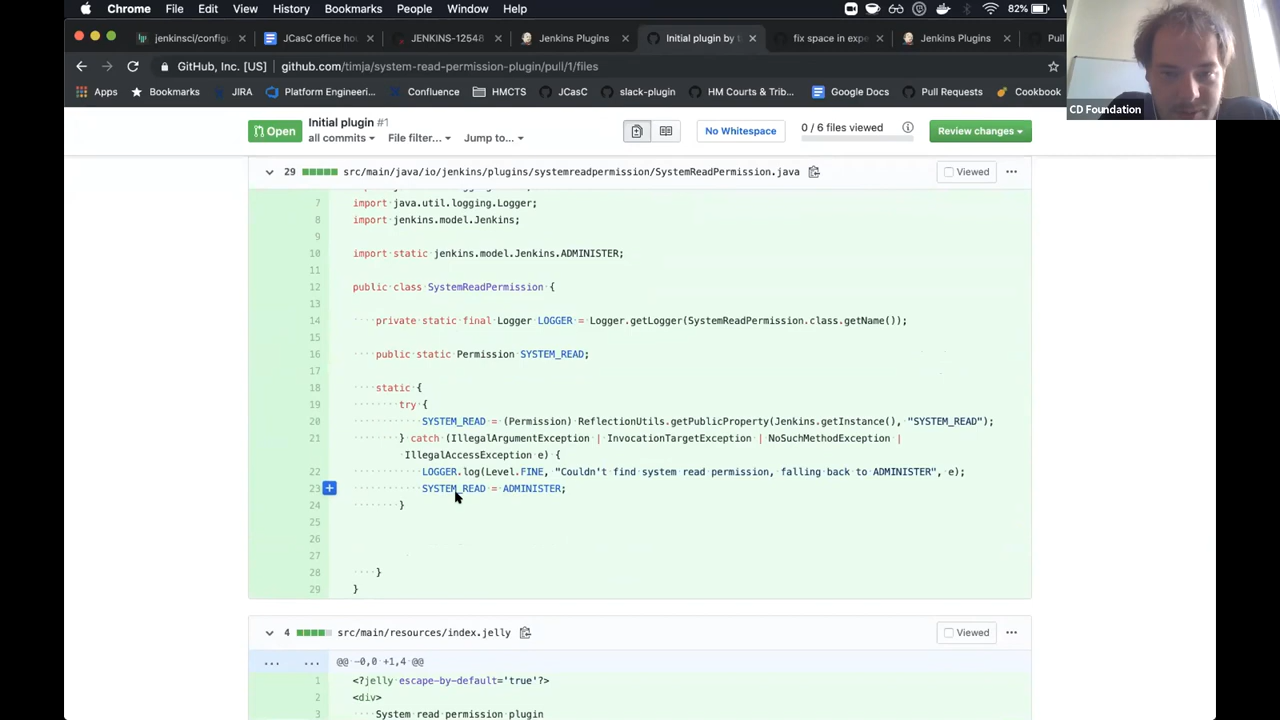 Chrome File Edit View History Bookmarks People Window Help 82%
jenkinsci/config JCasC office ho JENKINS-12548 Jenkins Plugins Initial plugin by fix space in exp Jenkins Plugins Pull
GitHub, Inc. [US] github.com/timja/system-read-permission-plugin/pull/1/files
Apps Bookmarks JIRA Platform Engineering. Confluence HMCTS JCasC slack-plugin HM Courts & Trib... Google Docs Pull Requests Cookbook
CD Foundation
Open Initial plugin #1
all commits File filter... Jump to... No Whitespace 0 / 6 files viewed Review changes
29 src/main/java/io/jenkins/plugins/systemreadpermission/SystemReadPermission.java Viewed
7 import java.util.logging.Logger;
8 import jenkins.model.Jenkins;
9
10 import static jenkins.model.Jenkins.ADMINISTER;
11
12 public class SystemReadPermission {
13
14 private static final Logger LOGGER = Logger.getLogger(SystemReadPermission.class.getName());
15
16 public static Permission SYSTEM_READ;
17
18 static {
19 try {
20 SYSTEM_READ = (Permission) ReflectionUtils.getPublicProperty(Jenkins.getInstance(), "SYSTEM_READ");
21 } catch (IllegalArgumentException | InvocationTargetException | NoSuchMethodException |
IllegalAccessException e) {
22 LOGGER.log(Level.FINE, "Couldn't find system read permission, falling back to ADMINISTER", e);
23 SYSTEM_READ = ADMINISTER;
24 }
25
26
27
28 }
29 }
4 src/main/resources/index.jelly Viewed
... ... @@ -0,0 +1,4 @@
1 <?jelly escape-by-default='true'?>
2 <div>
3 System read permission plugin